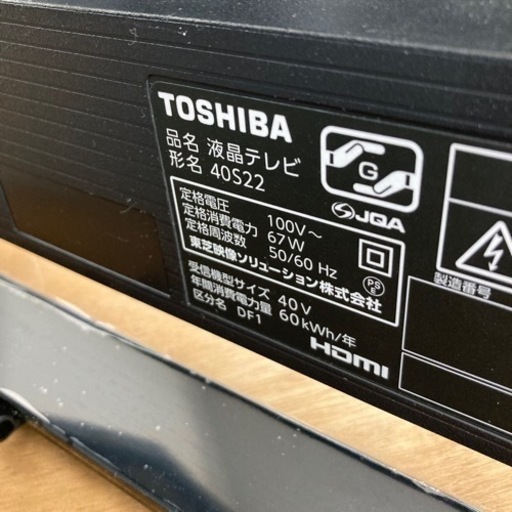 TOSHIBA
品名 液晶テレビ
形名 40S22
G
JQA
定格電圧 100V～
定格消費電力 67W
定格周波数 50/60 Hz
東芝映像ソリューション株式会社
PS
E
受信機型サイズ 40V
年間消費電力量 60kWh/年
区分名 DF1
HDMI
製造番号